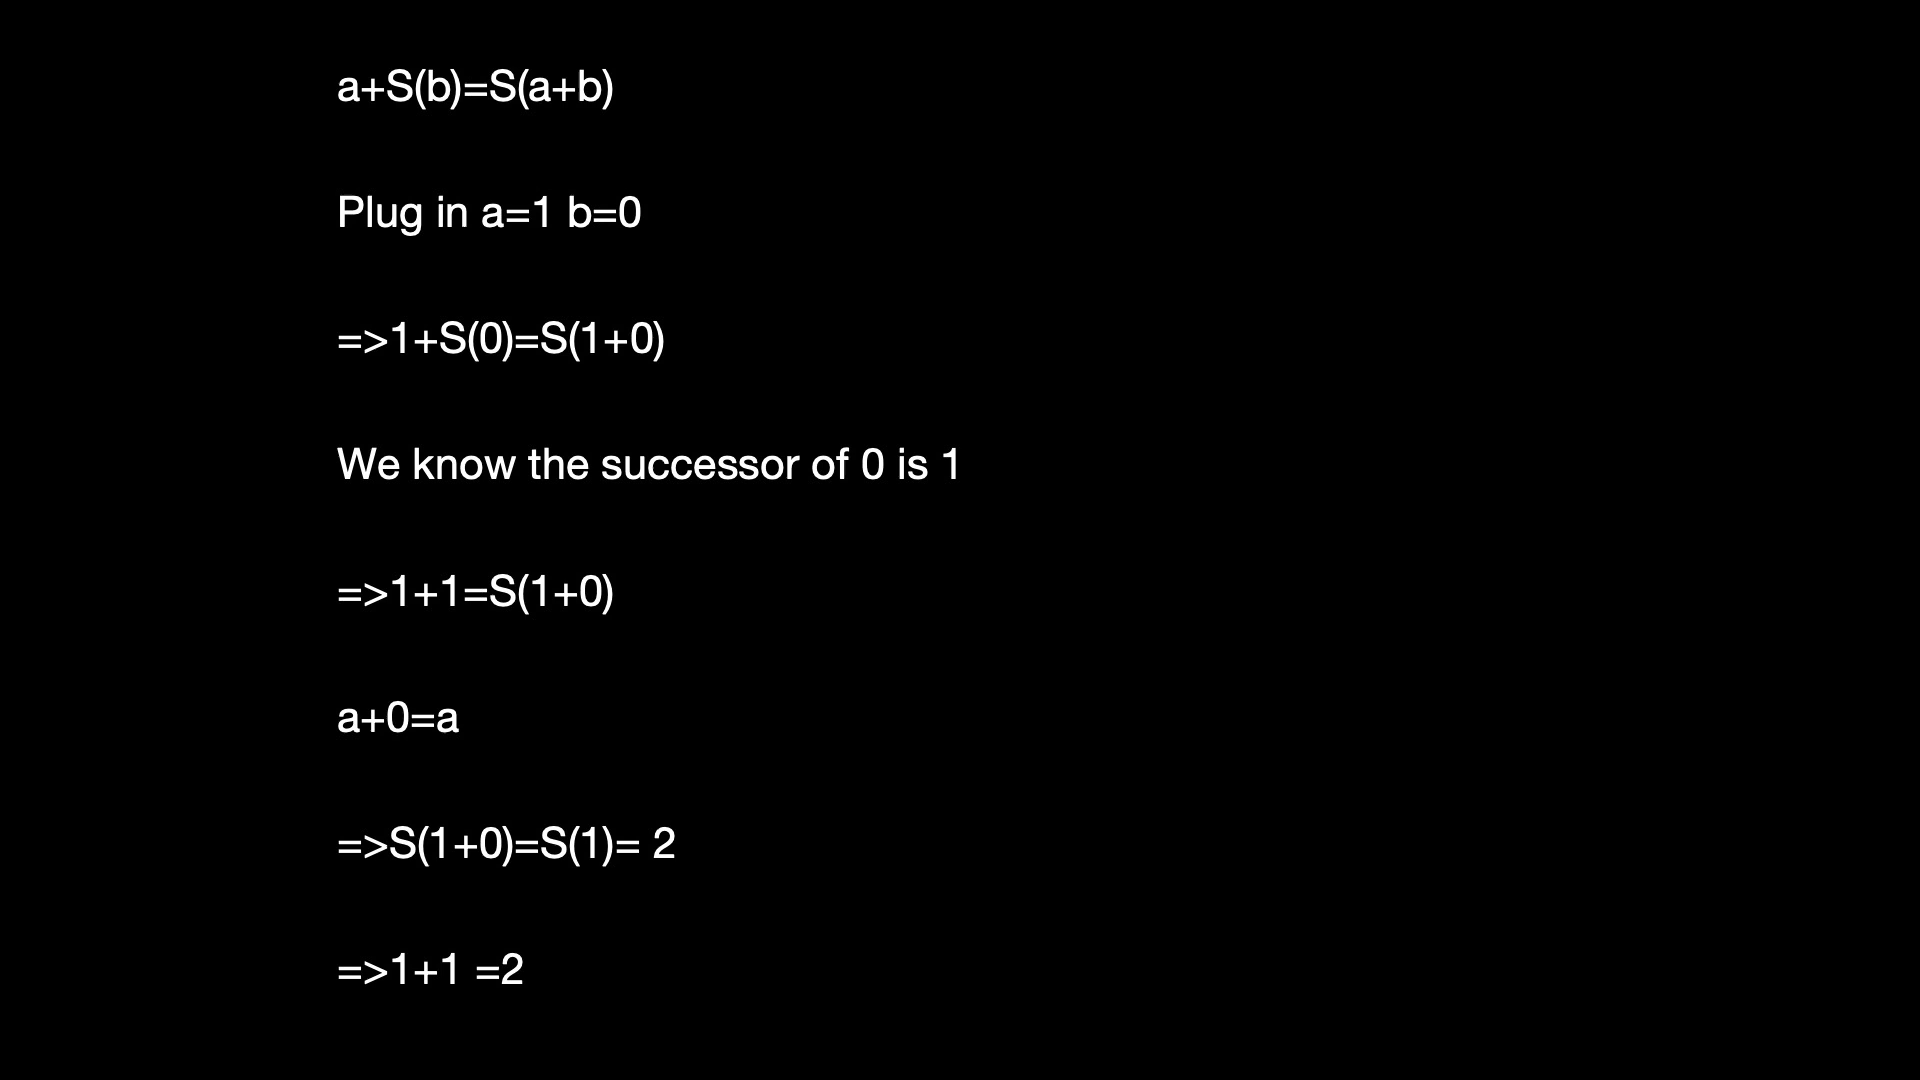 a+S(b)=S(a+b)
Plug in a=1 b=0
=>1+S(0)=S(1+0)
We know the successor of 0 is 1
=>1+1=S(1+0)
a+0=a
=>S(1+0)=S(1)= 2
=>1+1 =2